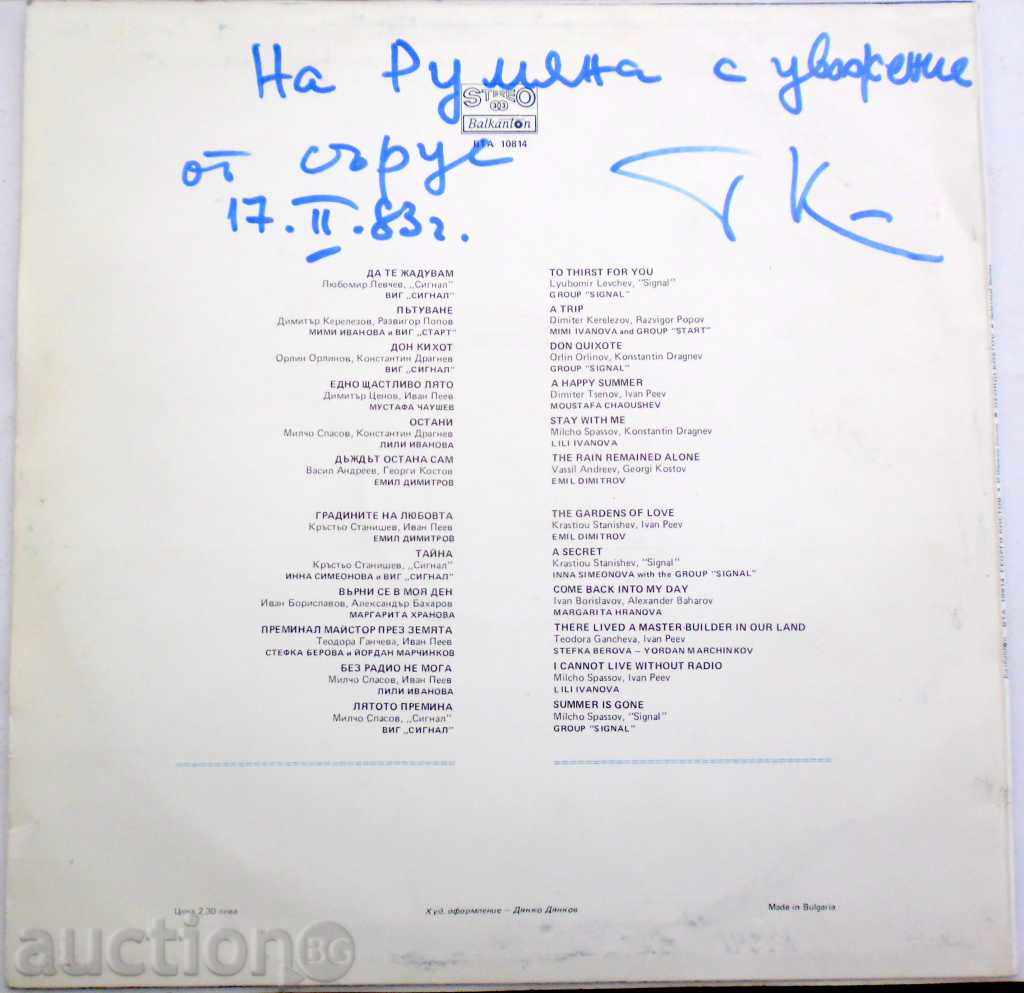 На Румяна с уважение
STEREO
303
Balkanton
ВТА 10814
от
17.II.83г.
ДА ТЕ ЖАДУВАМ
Любомир Левчев, „Сигнал"
ВИГ „СИГНАЛ"
ПЪТУВАНЕ
Димитър Керелезов, Развигор Попов
МИМИ ИВАНОВА и ВИГ „СТАРТ"
ДОН КИХОТ
Орлин Орлинов, Константин Драгнев
ВИГ „СИГНАЛ"
ЕДНО ЩАСТЛИВО ЛЯТО
Димитър Ценов, Иван Пеев
МУСТАФА ЧАУШЕВ
ОСТАНИ
Милчо Спасов, Константин Драгнев
ЛИЛИ ИВАНОВА
ДЪЖДЪТ ОСТАНА САМ
Васил Андреев, Георги Костов
ЕМИЛ ДИМИТРОВ
ГРАДИНИТЕ НА ЛЮБОВТА
Кръстьо Станишев, Иван Пеев
ЕМИЛ ДИМИТРОВ
ТАЙНА
Кръстьо Станишев, „Сигнал"
ИННА СИМЕОНОВА и ВИГ „СИГНАЛ"
ВЪРНИ СЕ В МОЯ ДЕН
Иван Бориславов, Александър Бахаров
МАРГАРИТА ХРАНОВА
ПРЕМИНАЛ МАЙСТОР ПРЕЗ ЗЕМЯТА
Теодора Ганчева, Иван Пеев
СТЕФКА БЕРОВА и ЙОРДАН МАРЧИНКОВ
БЕЗ РАДИО НЕ МОГА
Милчо Спасов, Иван Пеев
ЛИЛИ ИВАНОВА
ЛЯТОТО ПРЕМИНА
Милчо Спасов, „Сигнал"
ВИГ „СИГНАЛ"
TO THIRST FOR YOU
Lyubomir Levchev, "Signal"
GROUP "SIGNAL"
A TRIP
Dimiter Kerelezov, Razvigor Popov
MIMI IVANOVA and GROUP "START"
DON QUIXOTE
Orlin Orlinov, Konstantin Dragnev
GROUP "SIGNAL"
A HAPPY SUMMER
Dimiter Tsenov, Ivan Peev
MOUSTAFA CHAOUSHEV
STAY WITH ME
Milcho Spassov, Konstantin Dragnev
LILI IVANOVA
THE RAIN REMAINED ALONE
Vassil Andreev, Georgi Kostov
EMIL DIMITROV
THE GARDENS OF LOVE
Krastiou Stanishev, Ivan Peev
EMIL DIMITROV
A SECRET
Krastiou Stanishev, "Signal"
INNA SIMEONOVA with the GROUP "SIGNAL"
COME BACK INTO MY DAY
Ivan Borislavov, Alexander Baharov
MARGARITA HRANOVA
THERE LIVED A MASTER-BUILDER IN OUR LAND
Teodora Gancheva, Ivan Peev
STEFKA BEROVA – YORDAN MARCHINKOV
I CANNOT LIVE WITHOUT RADIO
Milcho Spassov, Ivan Peev
LILI IVANOVA
SUMMER IS GONE
Milcho Spassov, "Signal"
GROUP "SIGNAL"
Цена 2,30 лева
Худ. оформление – Дянко Дянков
Made in Bulgaria
auction BG